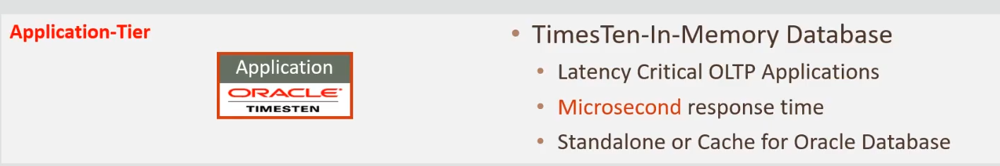 Application-Tier
Application
ORACLE
TIMESTEN
• TimesTen-In-Memory Database
• Latency Critical OLTP Applications
• Microsecond response time
• Standalone or Cache for Oracle Database